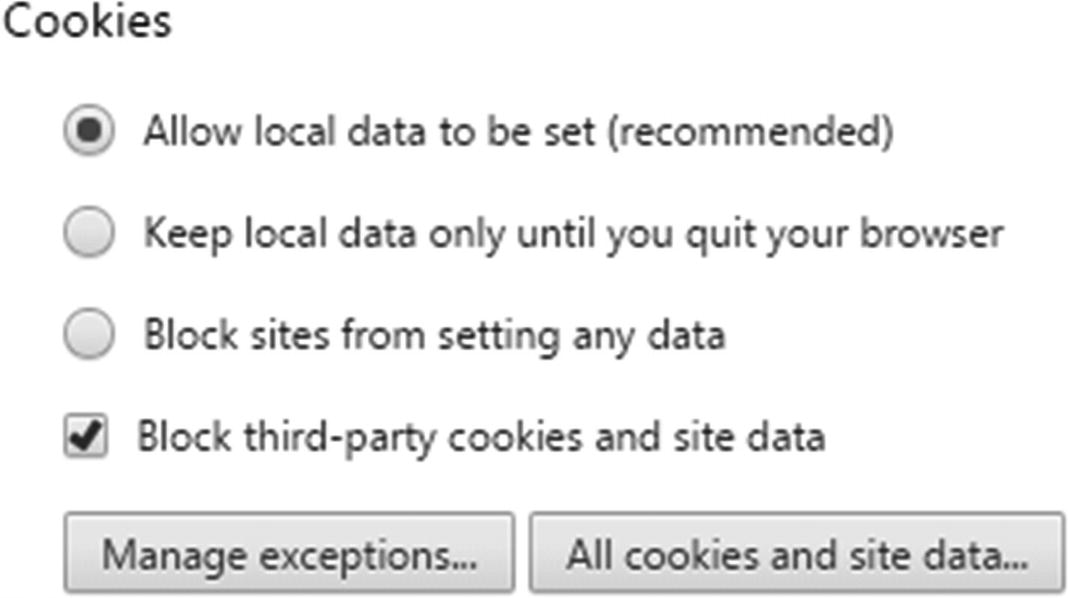 Cookies
Allow local data to be set (recommended)
Keep local data only until you quit your browser
Block sites from setting any data
Block third-party cookies and site data
Manage exceptions... All cookies and site data...